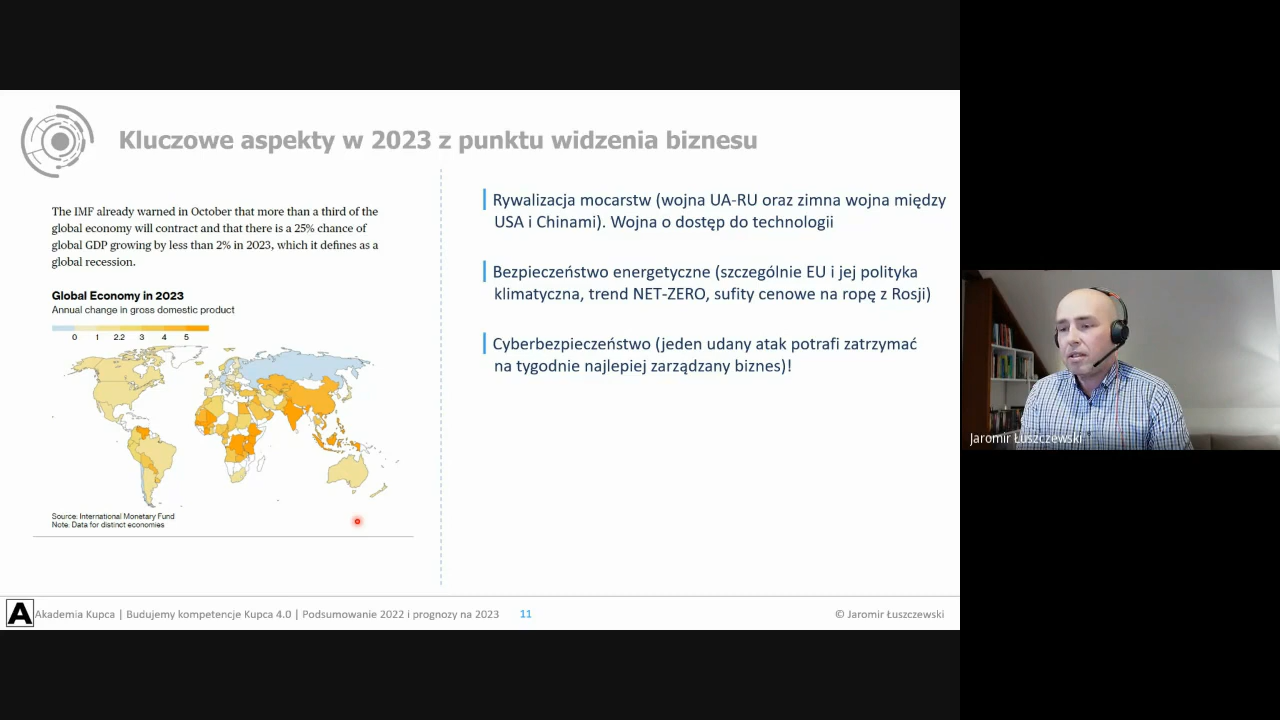 Kluczowe aspekty w 2023 z punktu widzenia biznesu
The IMF already warned in October that more than a third of the
global economy will contract and that there is a 25% chance of
global GDP growing by less than 2% in 2023, which it defines as a
global recession.
Global Economy in 2023
Annual change in gross domestic product
0 1 2.2 3 4 5
Source: International Monetary Fund
Note: Data for distinct economies
Rywalizacja mocarstw (wojna UA-RU oraz zimna wojna między
USA i Chinami). Wojna o dostęp do technologii
Bezpieczeństwo energetyczne (szczególnie EU i jej polityka
klimatyczna, trend NET-ZERO, sufity cenowe na ropę z Rosji)
Cyberbezpieczeństwo (jeden udany atak potrafi zatrzymać
na tygodnie najlepiej zarządzany biznes)!
Jaromir Łuszczewski
A Akademia Kupca | Budujemy kompetencje Kupca 4.0 | Podsumowanie 2022 i prognozy na 2023 11 © Jaromir Łuszczewski